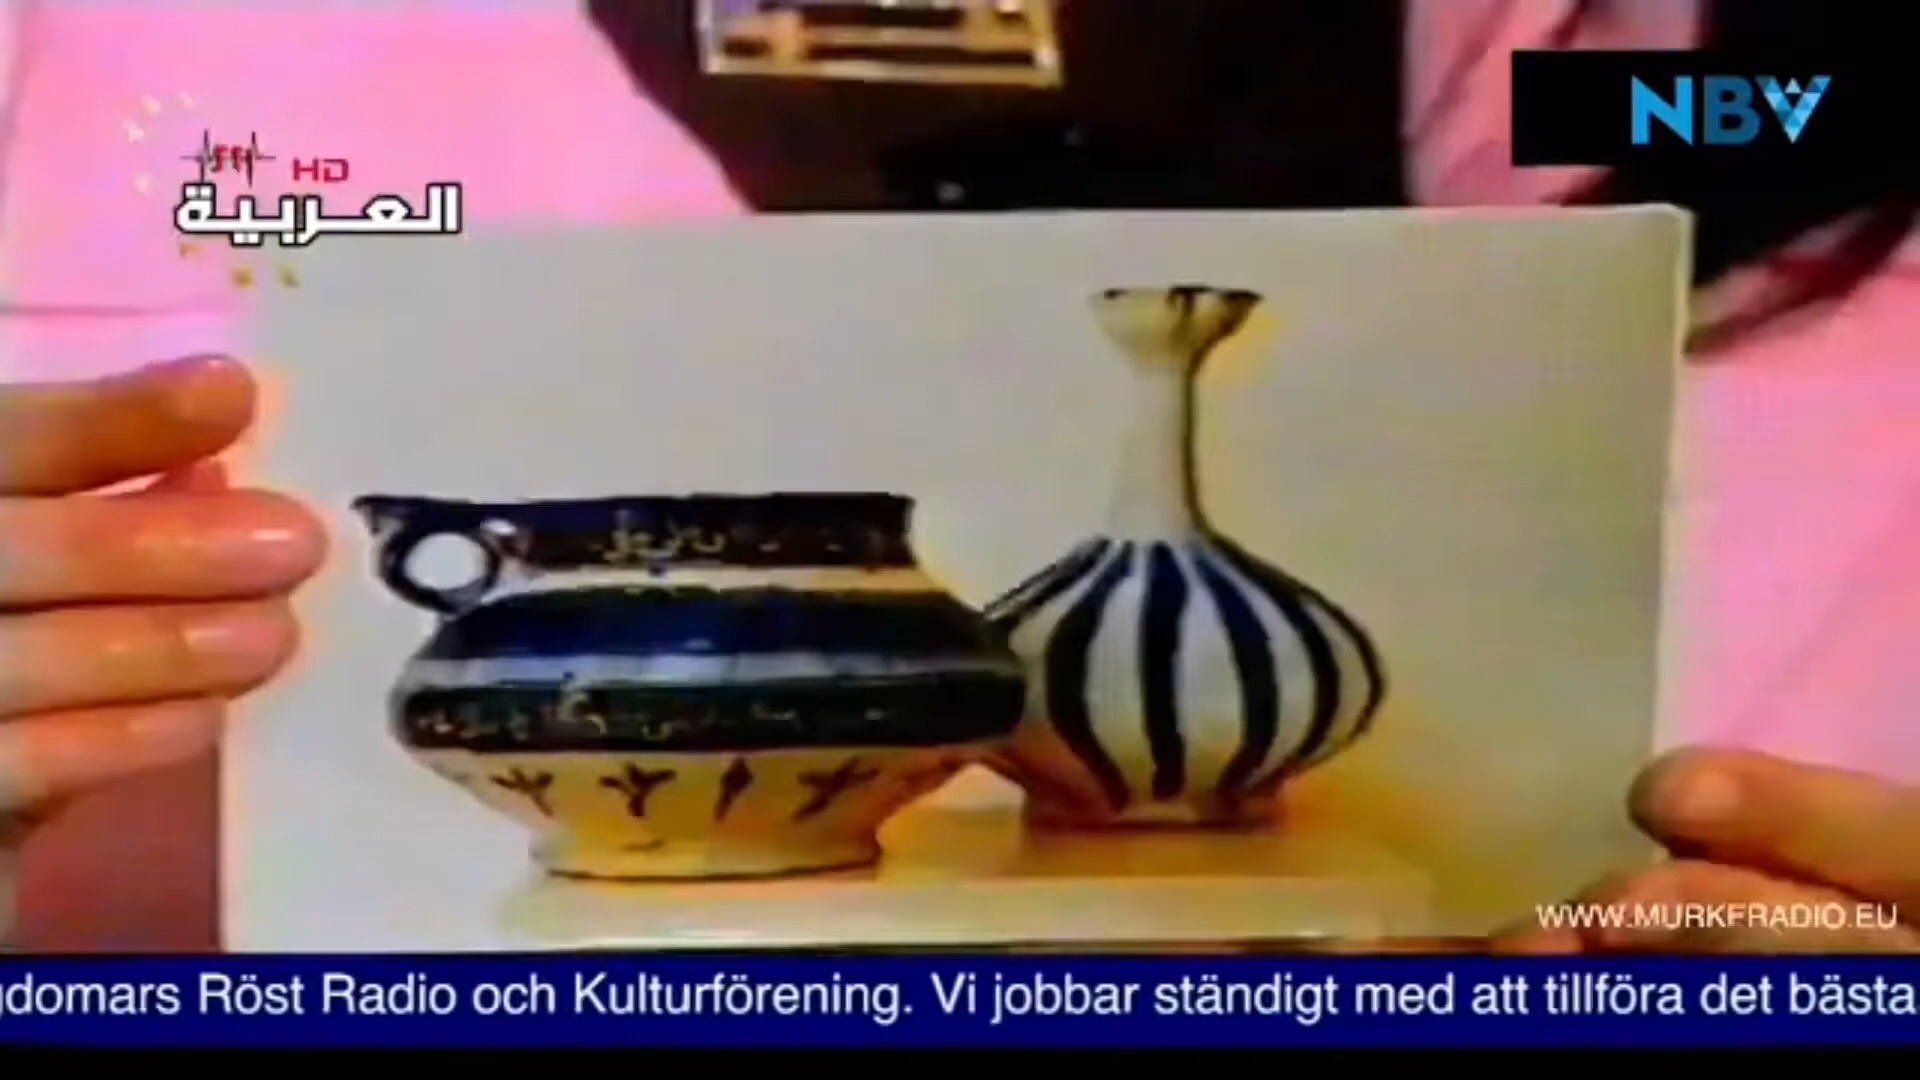 HD
العربية
NBV
WWW.MURKFRADIO.EU
gdomars Röst Radio och Kulturförening. Vi jobbar ständigt med att tillföra det bästa